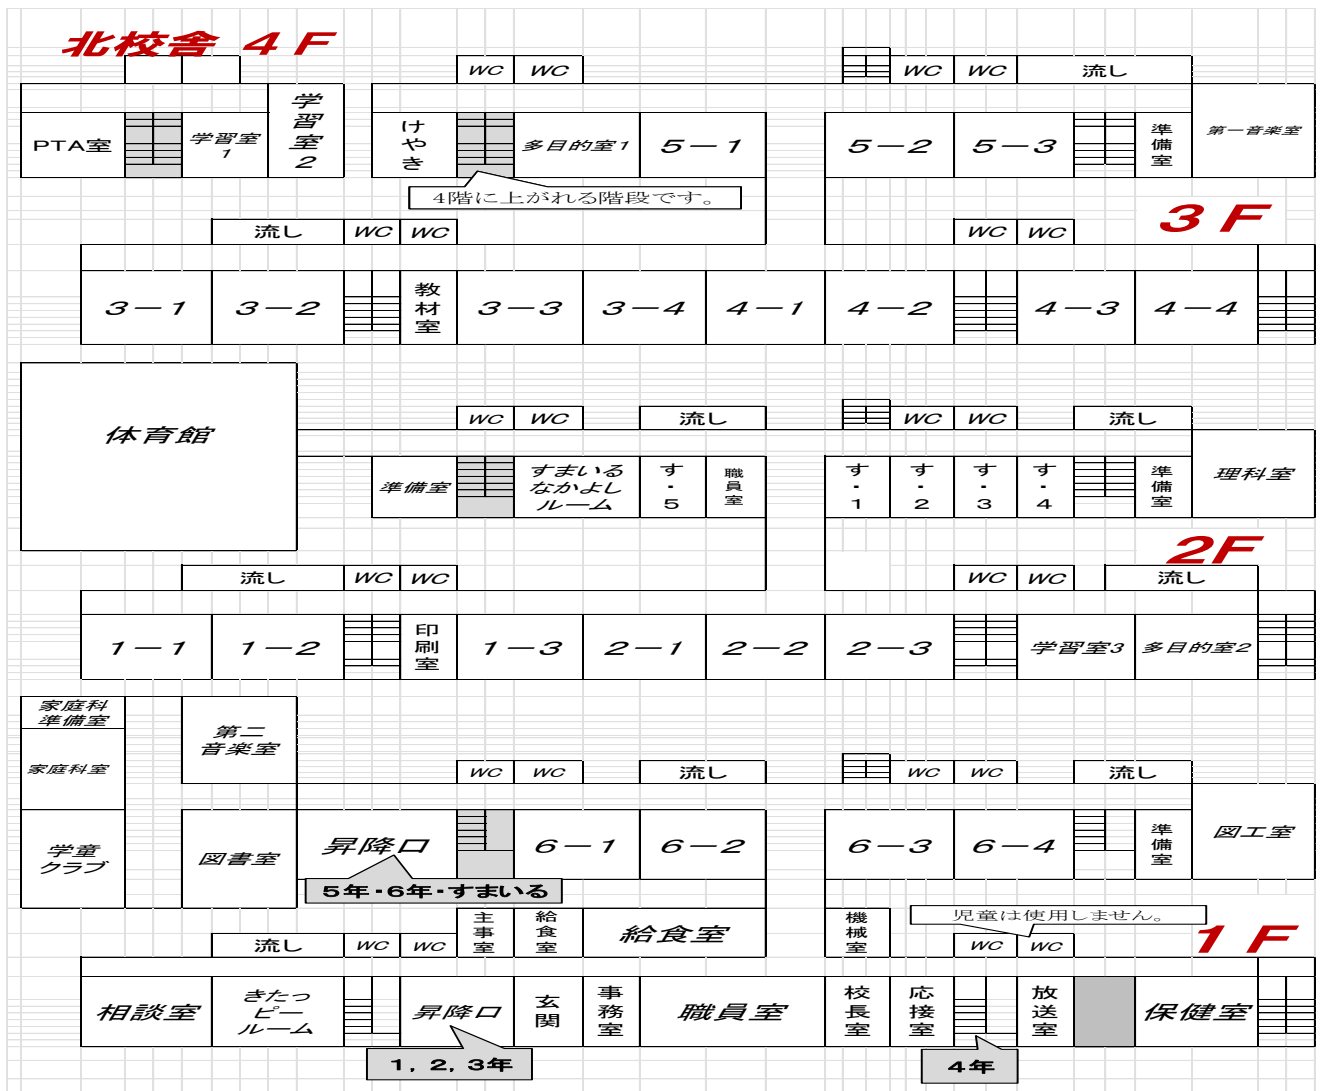 北校舎 4 F
WC WC WC WC 流し
PTA室 学習室1 学習室2 けやき 多目的室1 5－1 5－2 5－3 準備室 第一音楽室
4階に上がれる階段です。
3 F
流し WC WC WC WC
3－1 3－2 教材室 3－3 3－4 4－1 4－2 4－3 4－4
体育館
WC WC 流し WC WC 流し
準備室 すまいるなかよしルーム す・5 職員室 す・1 す・2 す・3 す・4 準備室 理科室
2F
流し WC WC WC WC 流し
1－1 1－2 印刷室 1－3 2－1 2－2 2－3 学習室3 多目的室2
家庭科準備室
第二音楽室
家庭科室
WC WC 流し WC WC 流し
学童クラブ 図書室 昇降口 6－1 6－2 6－3 6－4 準備室 図工室
5年・6年・すまいる
主事室 給食室 給食室 機械室
児童は使用しません。
1 F
流し WC WC WC WC
相談室 きたっピールーム 昇降口 玄関 事務室 職員室 校長室 応接室 放送室 保健室
1，2，3年
4年